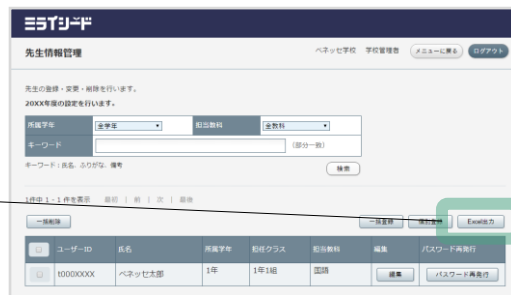 ミライシード
先生情報管理 ベネッセ学校 学校管理者 メニューに戻る ログアウト
先生の登録・変更・削除を行います。
20XX年度の設定を行います。
所属学年 全学年 担当教科 全教科
キーワード (部分一致)
キーワード：氏名、ふりがな、備考 検索
1件中 1 - 1 件を表示 最初 | 前 | 次 | 最後
一括削除 一括登録 個別登録 Excel出力
ユーザーID 氏名 所属学年 担任クラス 担当教科 編集 パスワード再発行
t000XXXX ベネッセ太郎 1年 1年1組 国語 編集 パスワード再発行